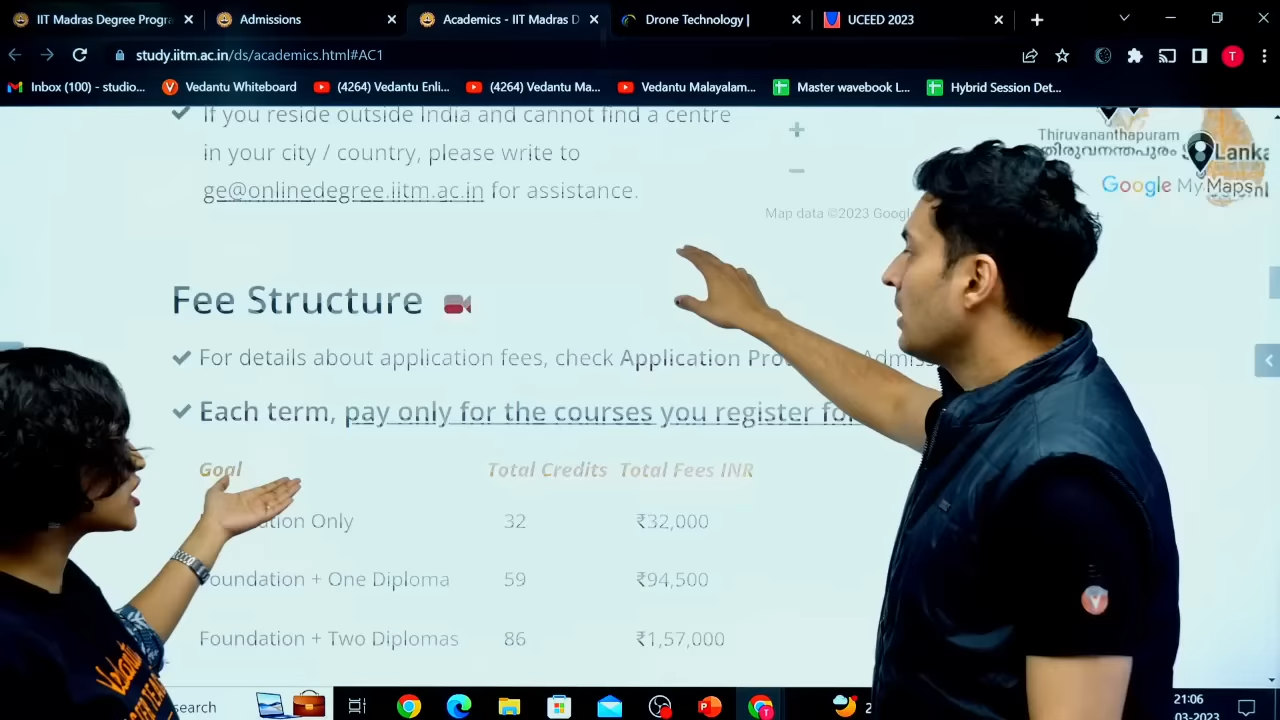 IIT Madras Degree Progra
Admissions
Academics - IIT Madras D
Drone Technology |
UCEED 2023
study.iitm.ac.in/ds/academics.html#AC1
T
Inbox (100) - studio...
Vedantu Whiteboard
(4264) Vedantu Enli...
(4264) Vedantu Ma...
Vedantu Malayalam...
Master wavebook L...
Hybrid Session Det...
If you reside outside India and cannot find a centre
in your city / country, please write to
ge@onlinedegree.iitm.ac.in for assistance.
+
Thiruvananthapuram
തിരുവനന്തപുരം
Lanka
Google My Maps
Map data ©2023 Google
Fee Structure
For details about application fees, check Application
Each term, pay only for the courses you register for
Goal Total Credits Total Fees INR
Only 32 ₹32,000
Foundation + One Diploma 59 ₹94,500
Foundation + Two Diplomas 86 ₹1,57,000
V
Vedantu
search
21:06
03-2023